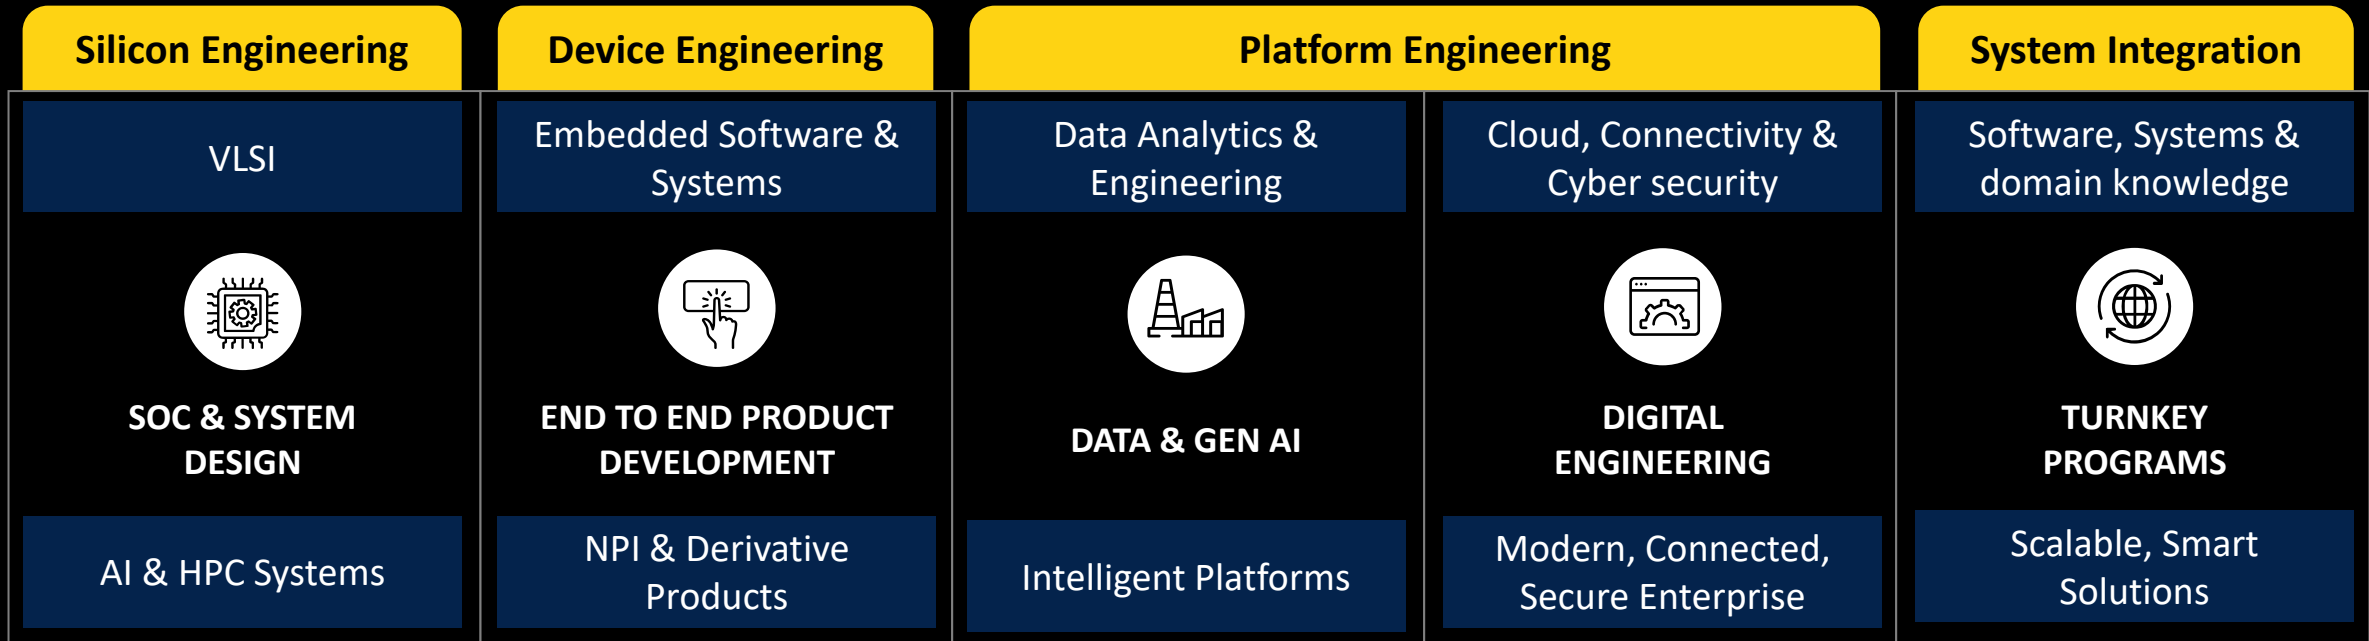 Silicon Engineering
Device Engineering
Platform Engineering
System Integration
VLSI
Embedded Software &
Systems
Data Analytics &
Engineering
Cloud, Connectivity &
Cyber security
Software, Systems &
domain knowledge
SOC & SYSTEM
DESIGN
END TO END PRODUCT
DEVELOPMENT
DATA & GEN AI
DIGITAL
ENGINEERING
TURNKEY
PROGRAMS
AI & HPC Systems
NPI & Derivative
Products
Intelligent Platforms
Modern, Connected,
Secure Enterprise
Scalable, Smart
Solutions